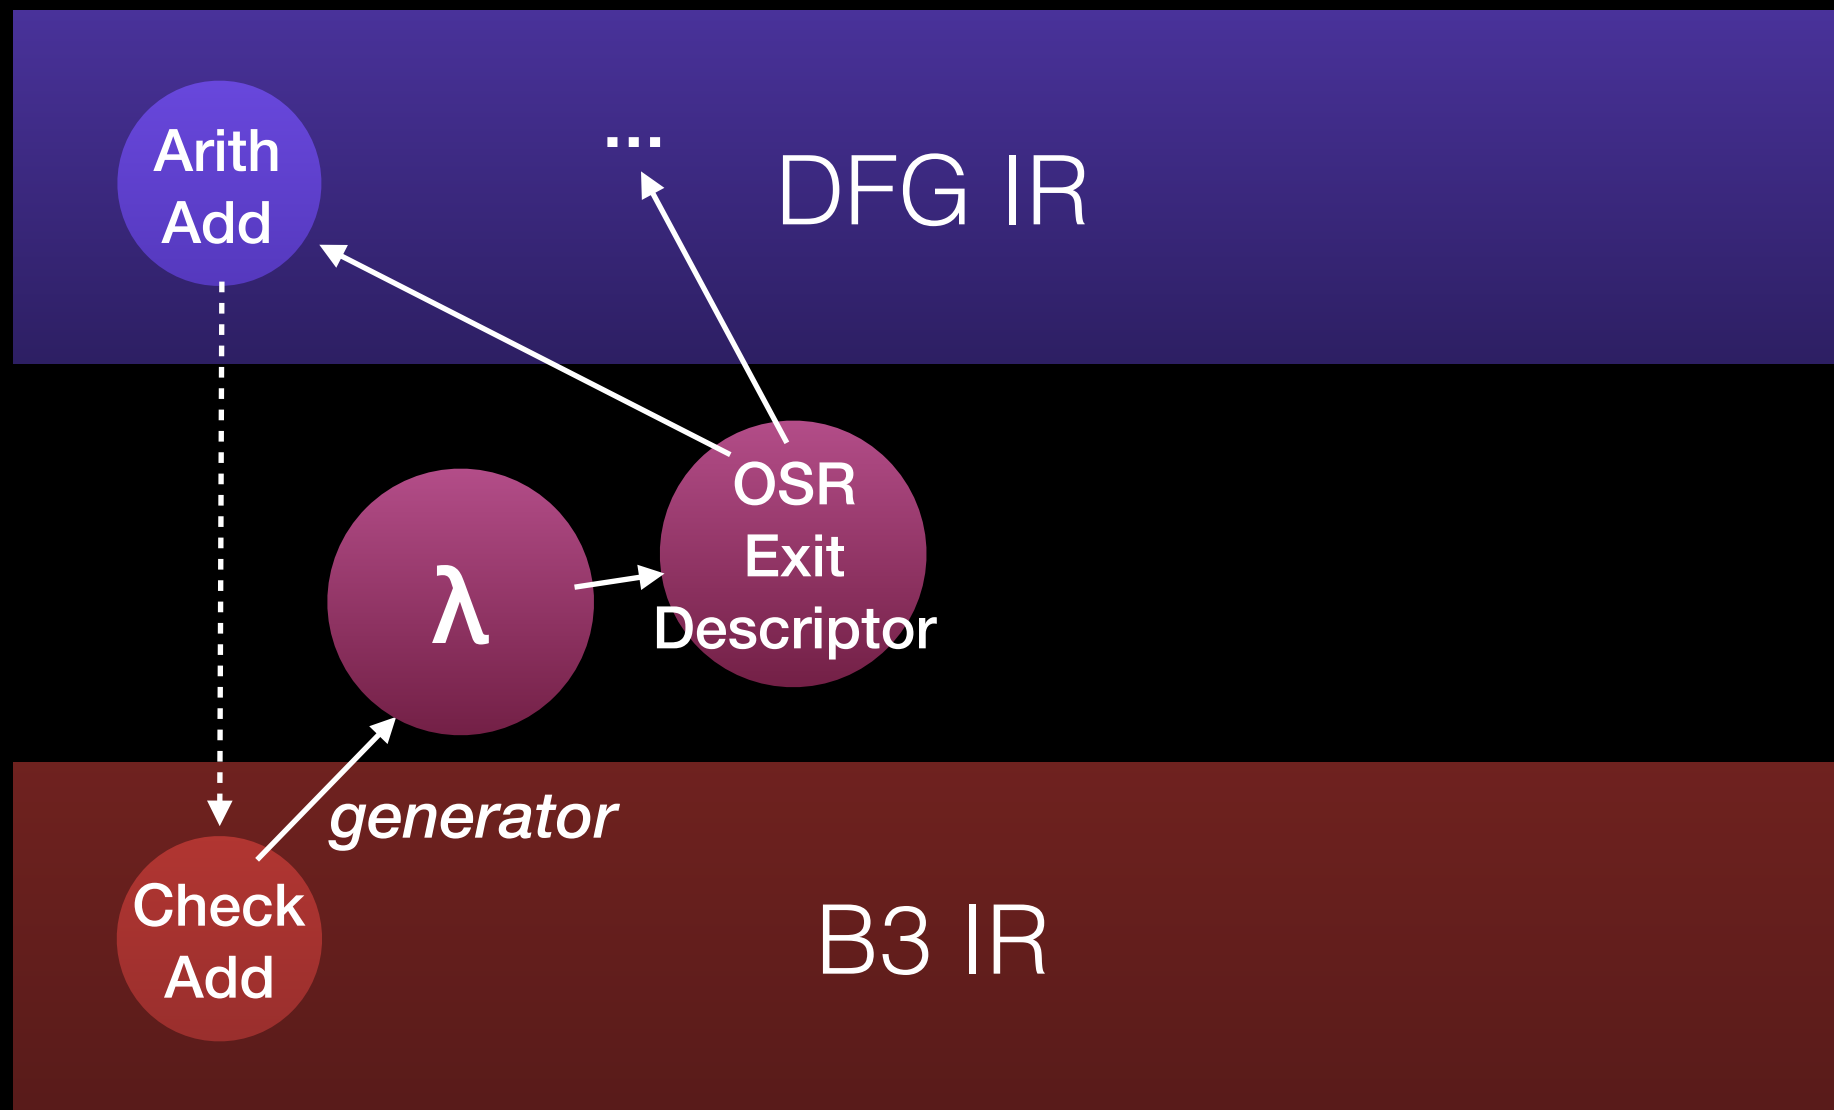 Arith
Add
...
DFG IR
OSR
Exit
Descriptor
λ
generator
Check
Add
B3 IR